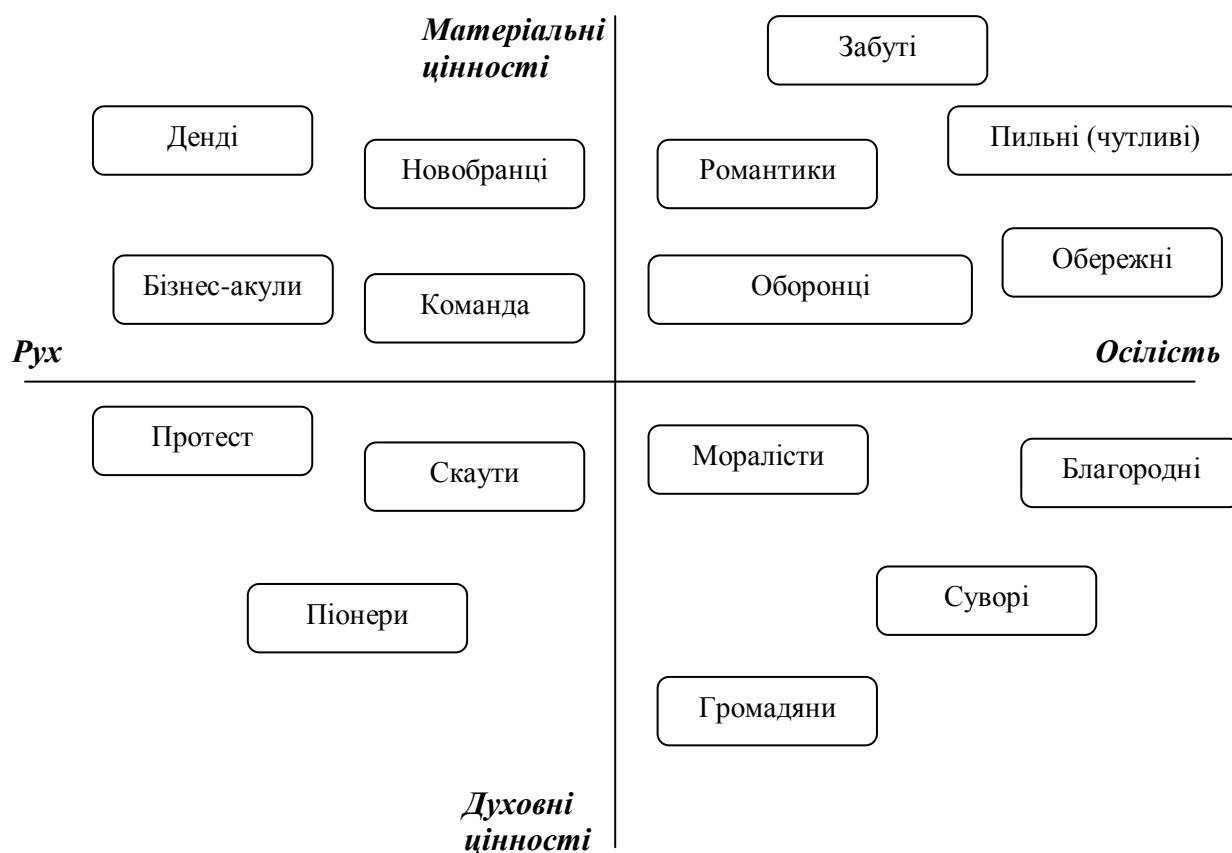 Матеріальні
цінності
Забуті
Денді
Новобранці
Романтики
Пильні (чутливі)
Бізнес-акули
Команда
Оборонці
Обережні
Рух
Осілість
Протест
Скаути
Моралісти
Благородні
Піонери
Суворі
Громадяни
Духовні
цінності